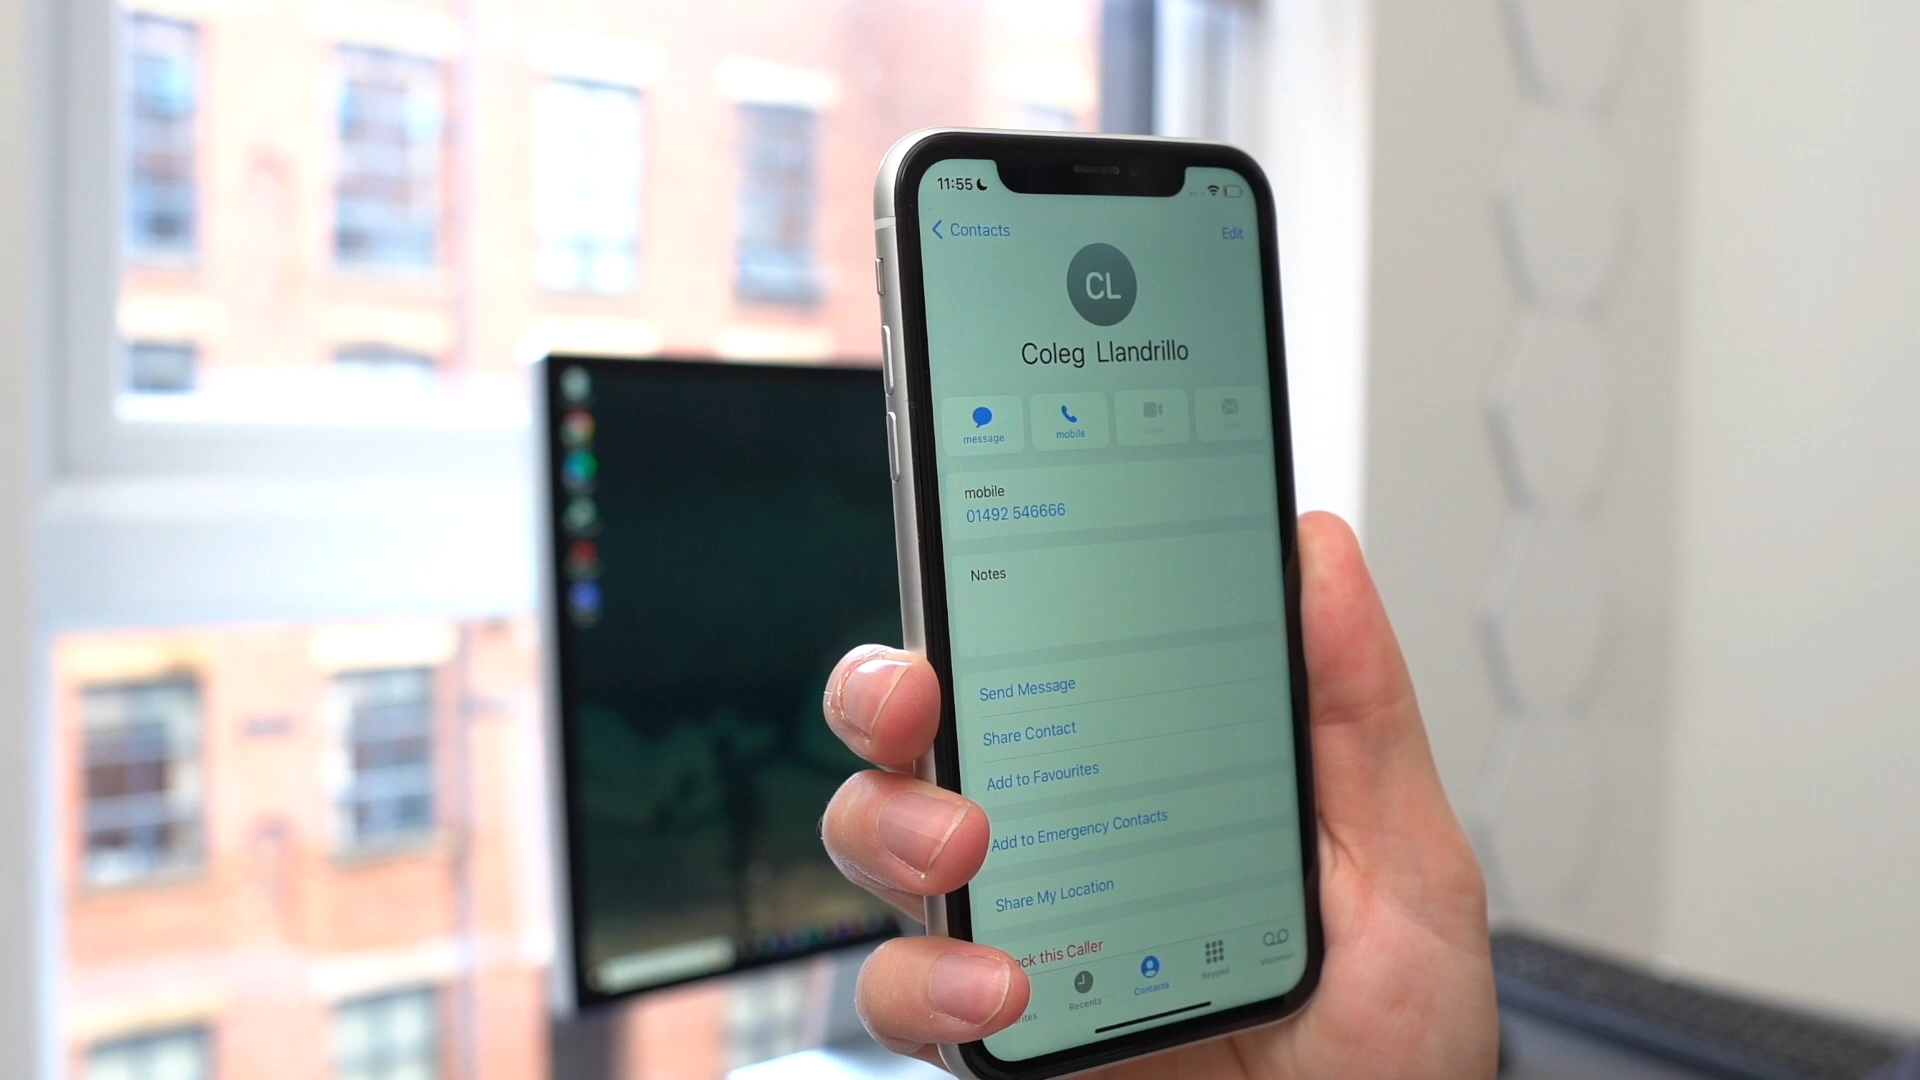 11:55
Contacts
Edit
CL
Coleg Llandrillo
message
mobile
mobile
01492 546666
Notes
Send Message
Share Contact
Add to Favourites
Add to Emergency Contacts
Share My Location
ock this Caller
Recents
Contacts
Keypad
Voicemail